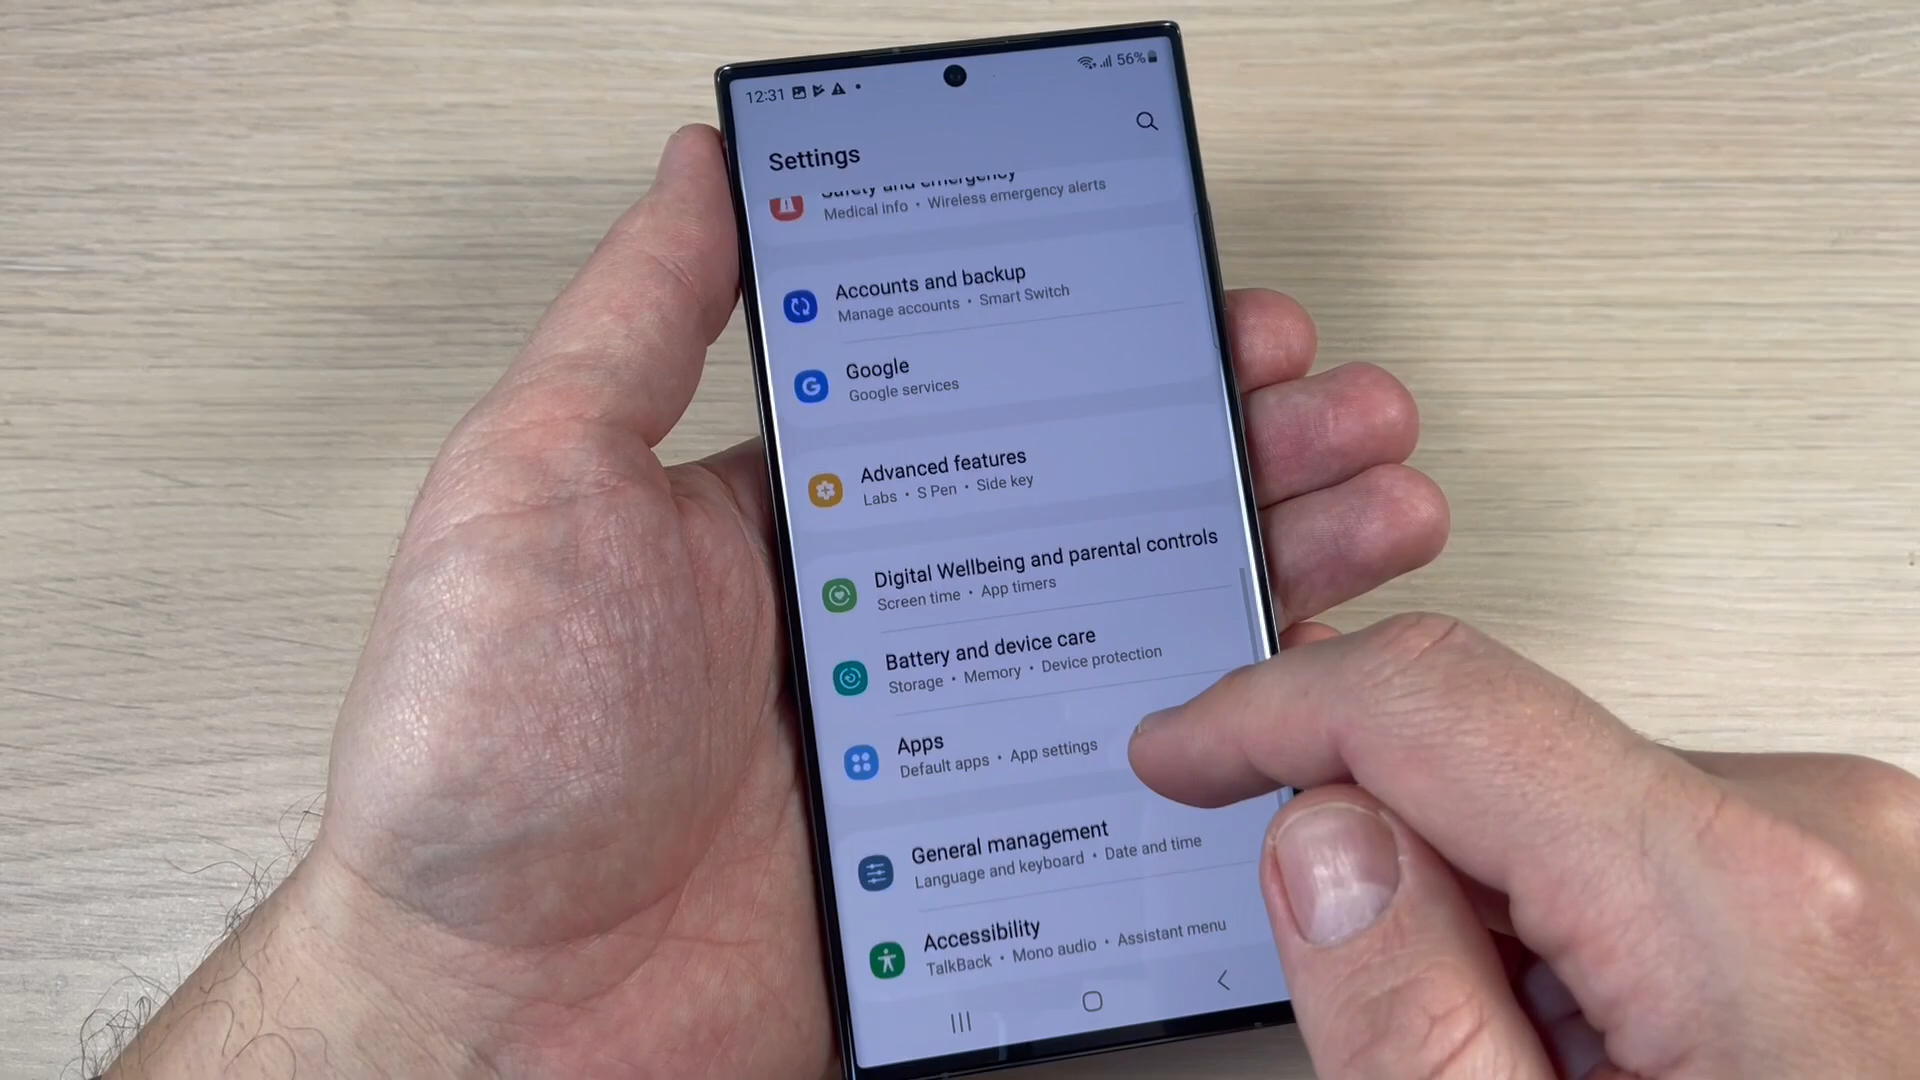 12:31
56%
Settings
Safety and emergency
Medical info • Wireless emergency alerts
Accounts and backup
Manage accounts • Smart Switch
Google
Google services
Advanced features
Labs • S Pen • Side key
Digital Wellbeing and parental controls
Screen time • App timers
Battery and device care
Storage • Memory • Device protection
Apps
Default apps • App settings
General management
Language and keyboard • Date and time
Accessibility
TalkBack • Mono audio • Assistant menu